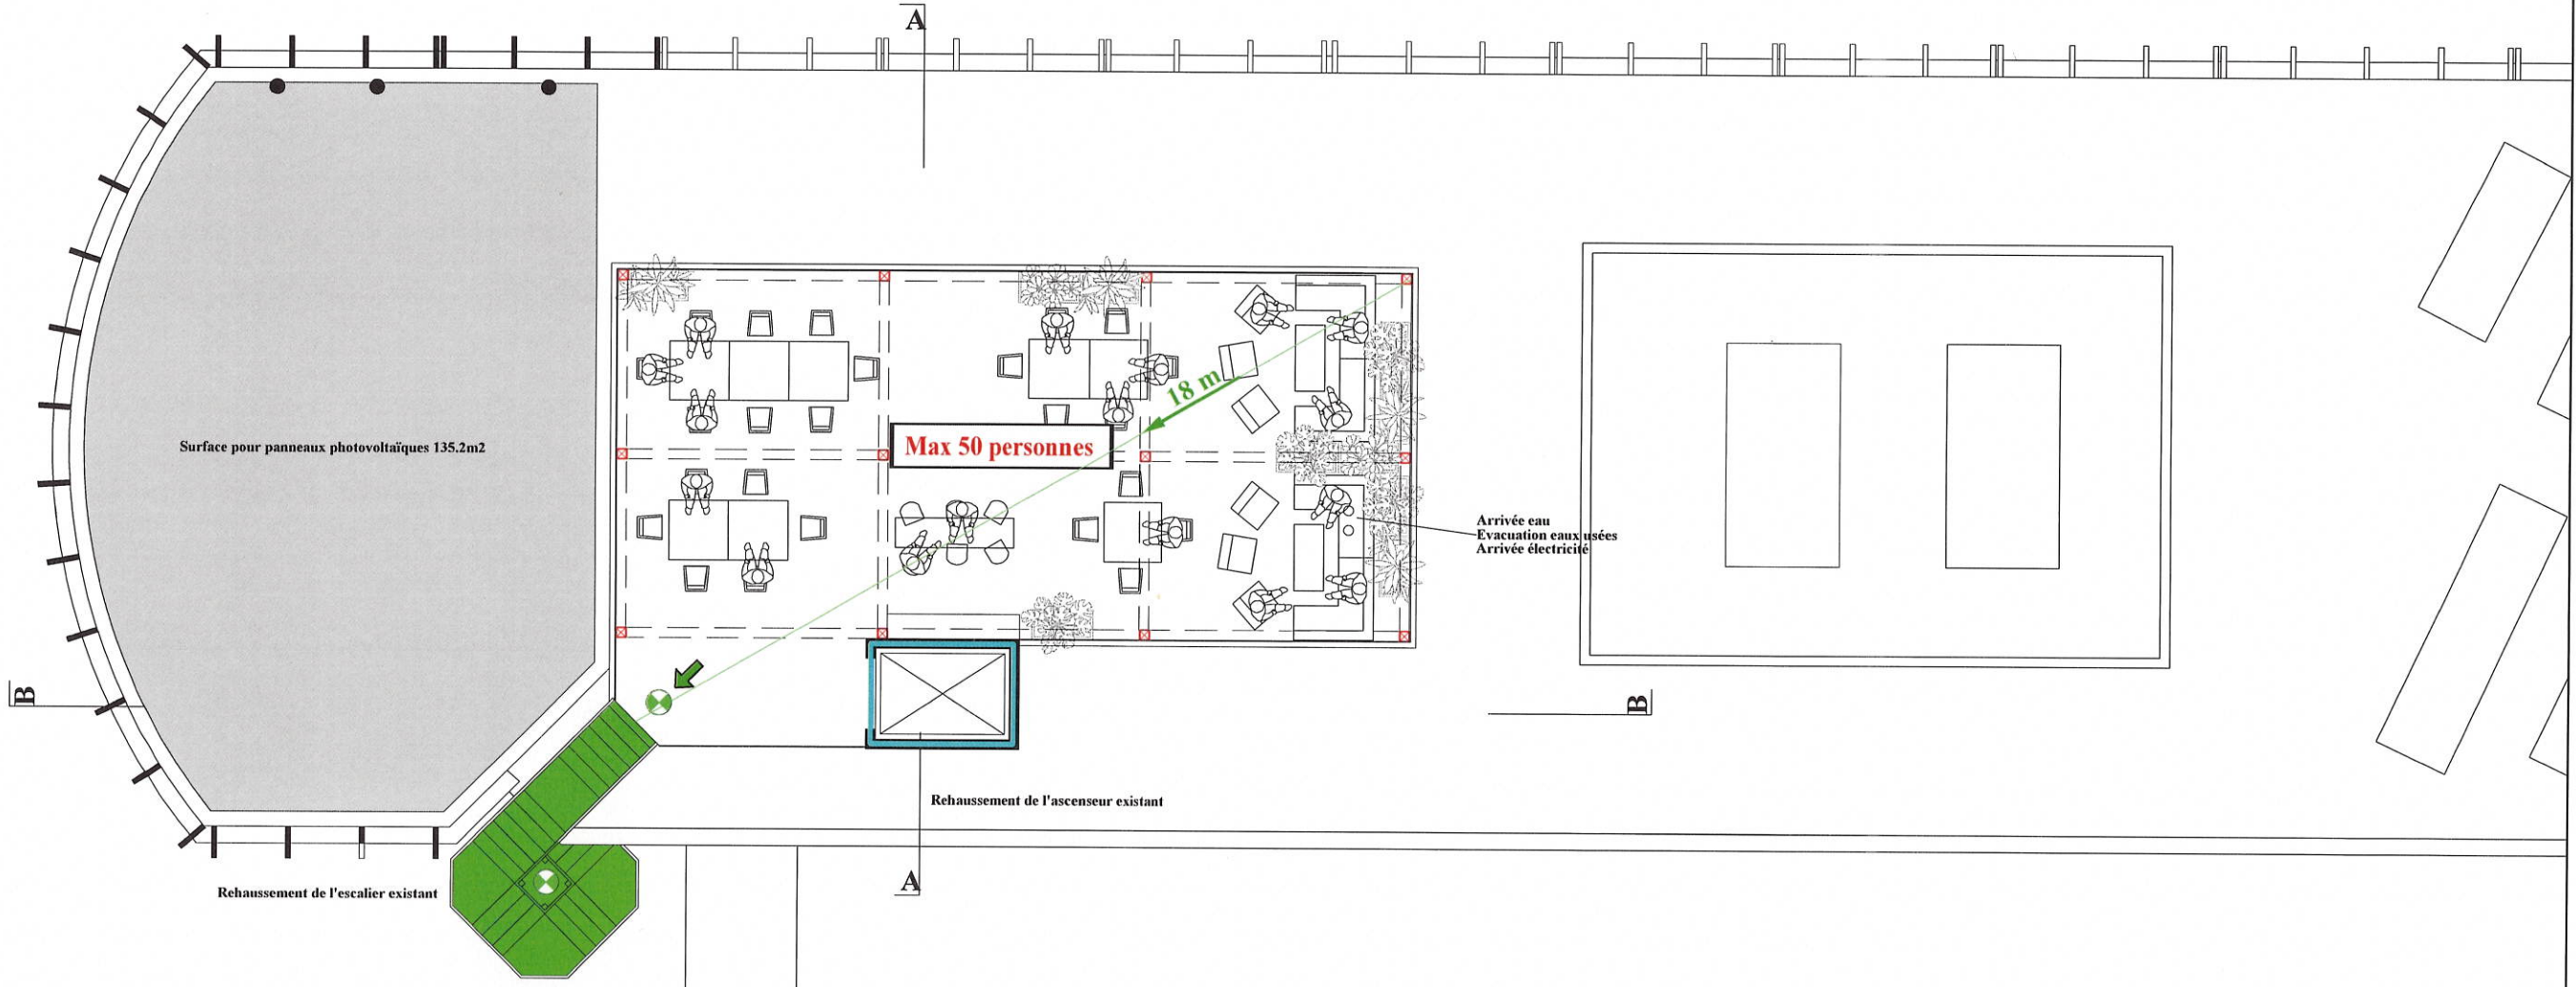 A
18 m
Surface pour panneaux photovoltaïques 135.2m2
Max 50 personnes
Arrivée eau
Evacuation eaux usées
Arrivée électricité
B
B
Rehaussement de l'ascenseur existant
A
Rehaussement de l'escalier existant